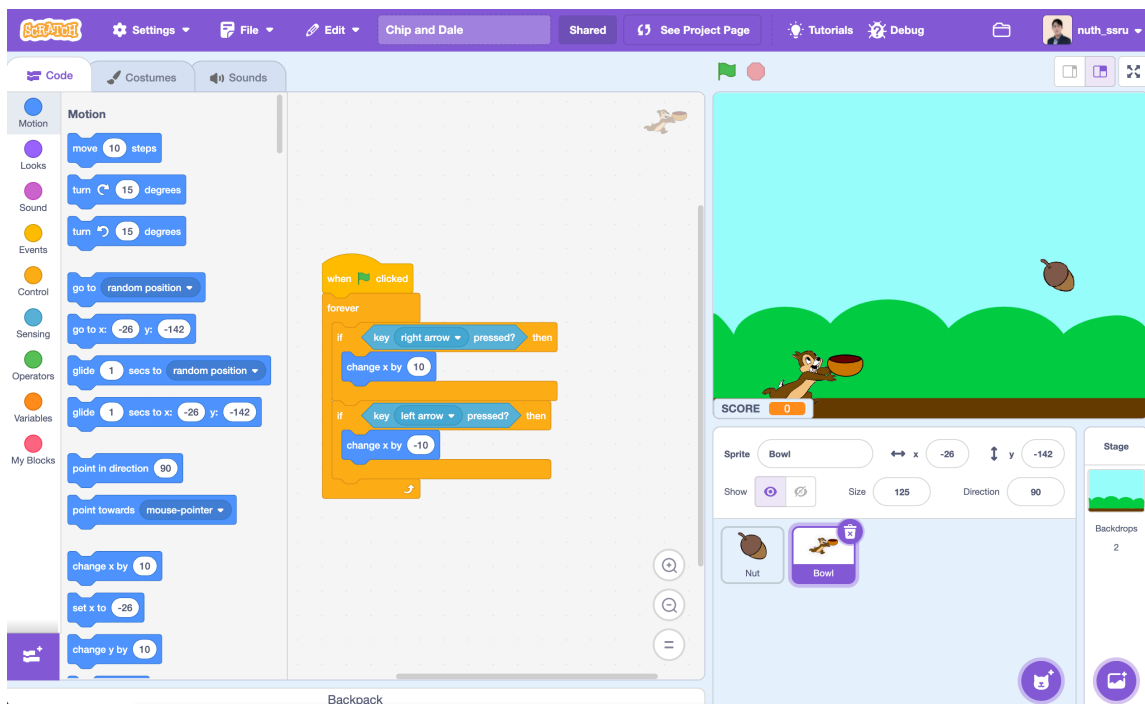 SCRATCH
Settings
File
Edit
Chip and Dale
Shared
See Project Page
Tutorials
Debug
nuth_ssru
Code
Costumes
Sounds
Motion
Looks
Sound
Events
Control
Sensing
Operators
Variables
My Blocks
Motion
move 10 steps
turn 15 degrees
turn 15 degrees
go to random position
go to x: -26 y: -142
glide 1 secs to random position
glide 1 secs to x: -26 y: -142
point in direction 90
point towards mouse-pointer
change x by 10
set x to -26
change y by 10
when clicked
forever
if key right arrow pressed? then
change x by 10
if key left arrow pressed? then
change x by -10
Backpack
SCORE 0
Sprite Bowl x -26 y -142
Show Size 125 Direction 90
Nut
Bowl
Stage
Backdrops
2